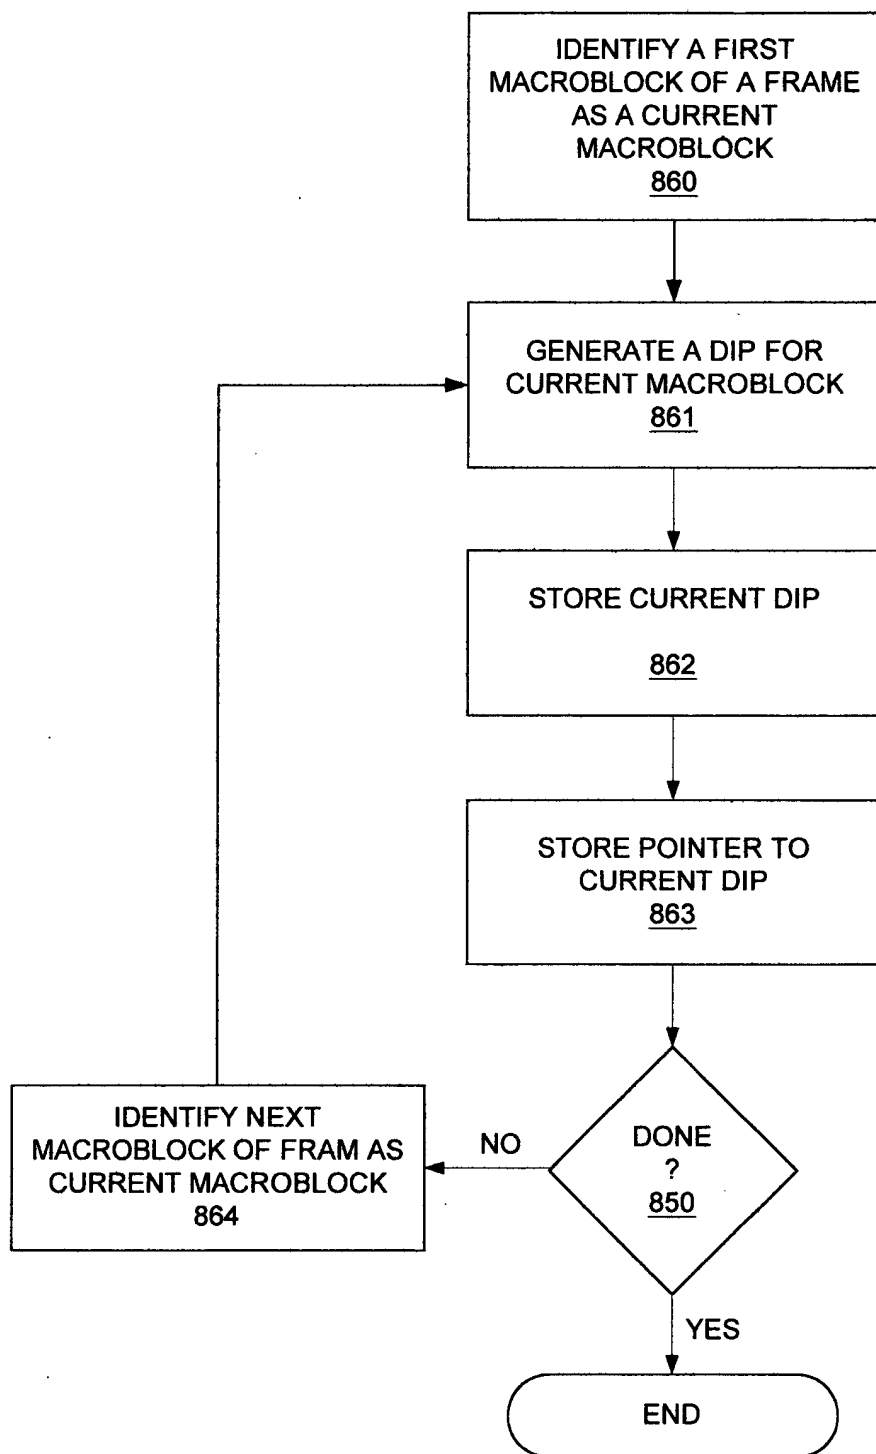 IDENTIFY A FIRST
MACROBLOCK OF A FRAME
AS A CURRENT
MACROBLOCK
860
GENERATE A DIP FOR
CURRENT MACROBLOCK
861
STORE CURRENT DIP
862
STORE POINTER TO
CURRENT DIP
863
DONE
?
850
NO
IDENTIFY NEXT
MACROBLOCK OF FRAM AS
CURRENT MACROBLOCK
864
YES
END